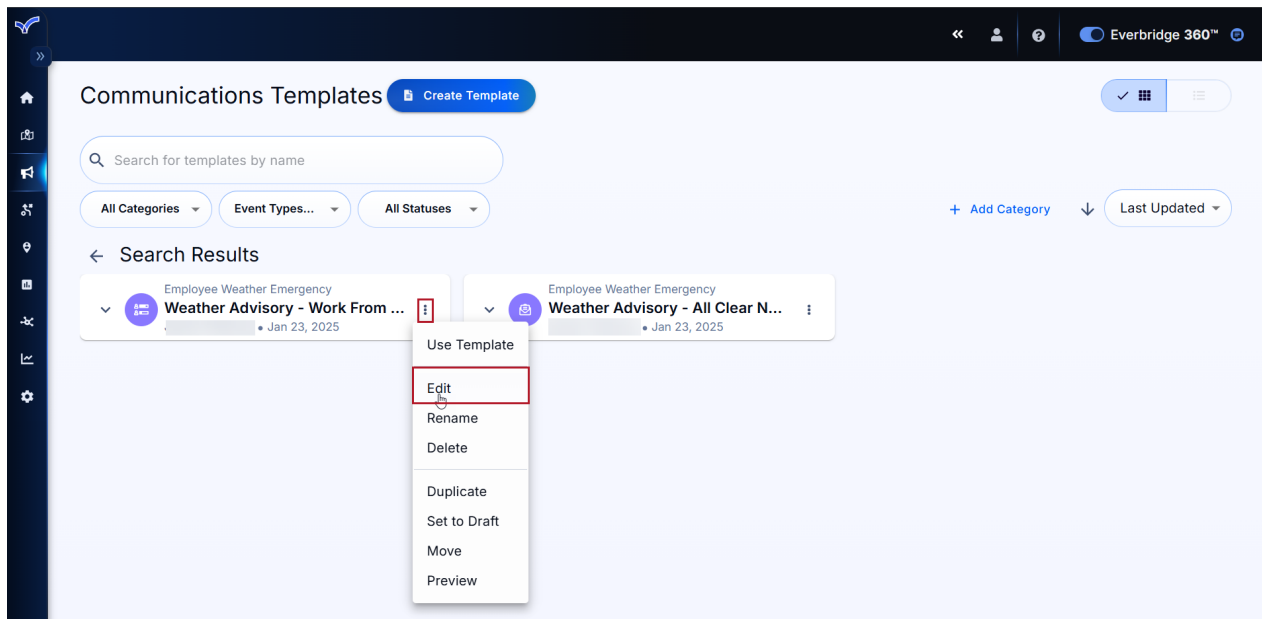 Everbridge 360™
Communications Templates
Create Template
Search for templates by name
All Categories
Event Types...
All Statuses
+ Add Category
Last Updated
Search Results
Employee Weather Emergency
Weather Advisory - Work From ...
• Jan 23, 2025
Employee Weather Emergency
Weather Advisory - All Clear N...
• Jan 23, 2025
Use Template
Edit
Rename
Delete
Duplicate
Set to Draft
Move
Preview